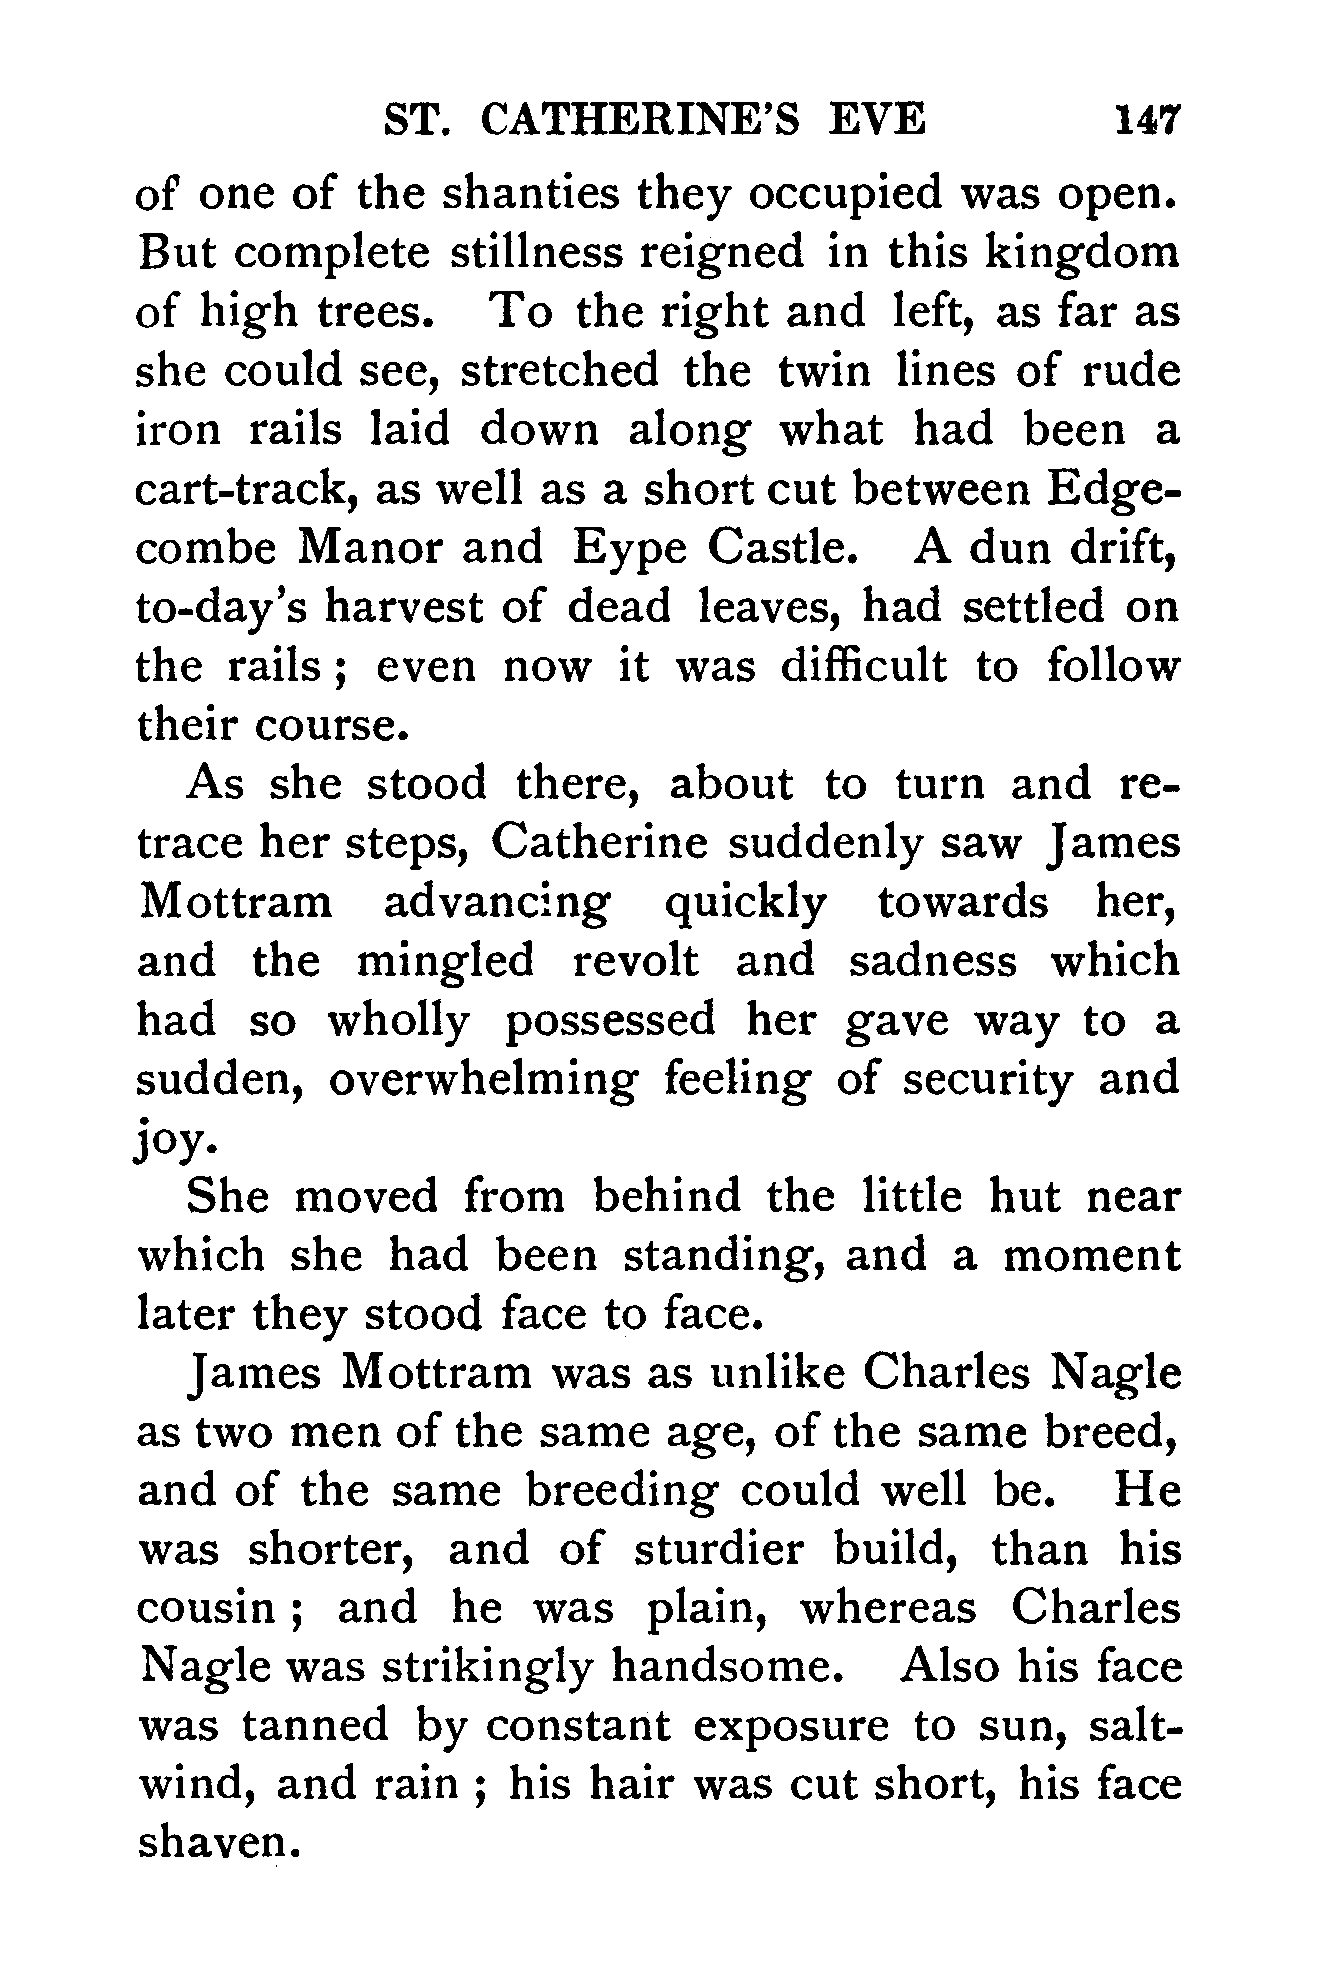 ST. CATHERINE'S EVE 147
of one of the shanties they occupied was open.
But complete stillness reigned in this kingdom
of high trees. To the right and left, as far as
she could see, stretched the twin lines of rude
iron rails laid down along what had been a
cart-track, as well as a short cut between Edge-
combe Manor and Eype Castle. A dun drift,
to-day's harvest of dead leaves, had settled on
the rails ; even now it was difficult to follow
their course.
As she stood there, about to turn and re-
trace her steps, Catherine suddenly saw James
Mottram advancing quickly towards her,
and the mingled revolt and sadness which
had so wholly possessed her gave way to a
sudden, overwhelming feeling of security and
joy.
She moved from behind the little hut near
which she had been standing, and a moment
later they stood face to face.
James Mottram was as unlike Charles Nagle
as two men of the same age, of the same breed,
and of the same breeding could well be. He
was shorter, and of sturdier build, than his
cousin ; and he was plain, whereas Charles
Nagle was strikingly handsome. Also his face
was tanned by constant exposure to sun, salt-
wind, and rain ; his hair was cut short, his face
shaven.